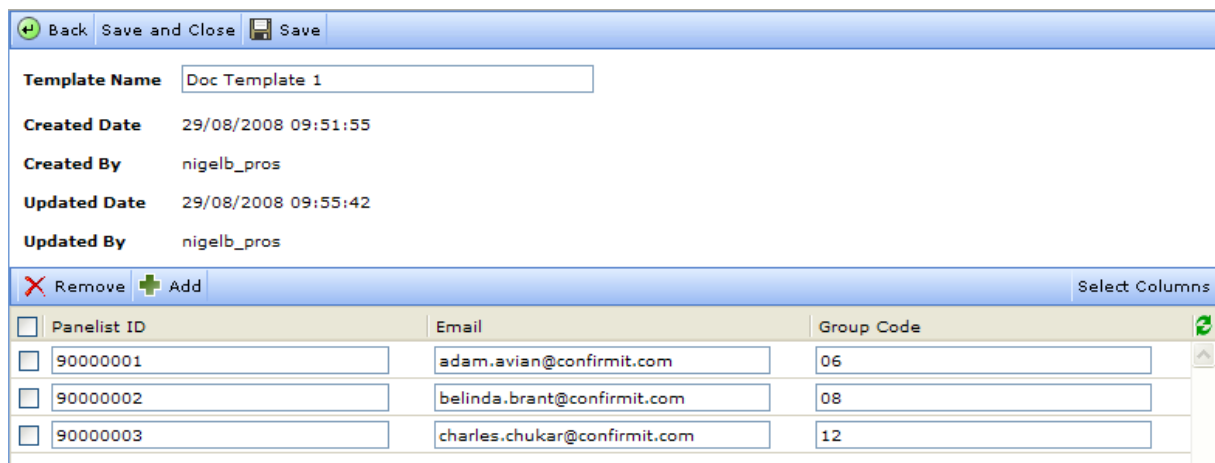 Back Save and Close Save
Template Name Doc Template 1
Created Date 29/08/2008 09:51:55
Created By nigelb_pros
Updated Date 29/08/2008 09:55:42
Updated By nigelb_pros
Remove Add Select Columns
Panelist ID Email Group Code
90000001 adam.avian@confirmit.com 06
90000002 belinda.brant@confirmit.com 08
90000003 charles.chukar@confirmit.com 12